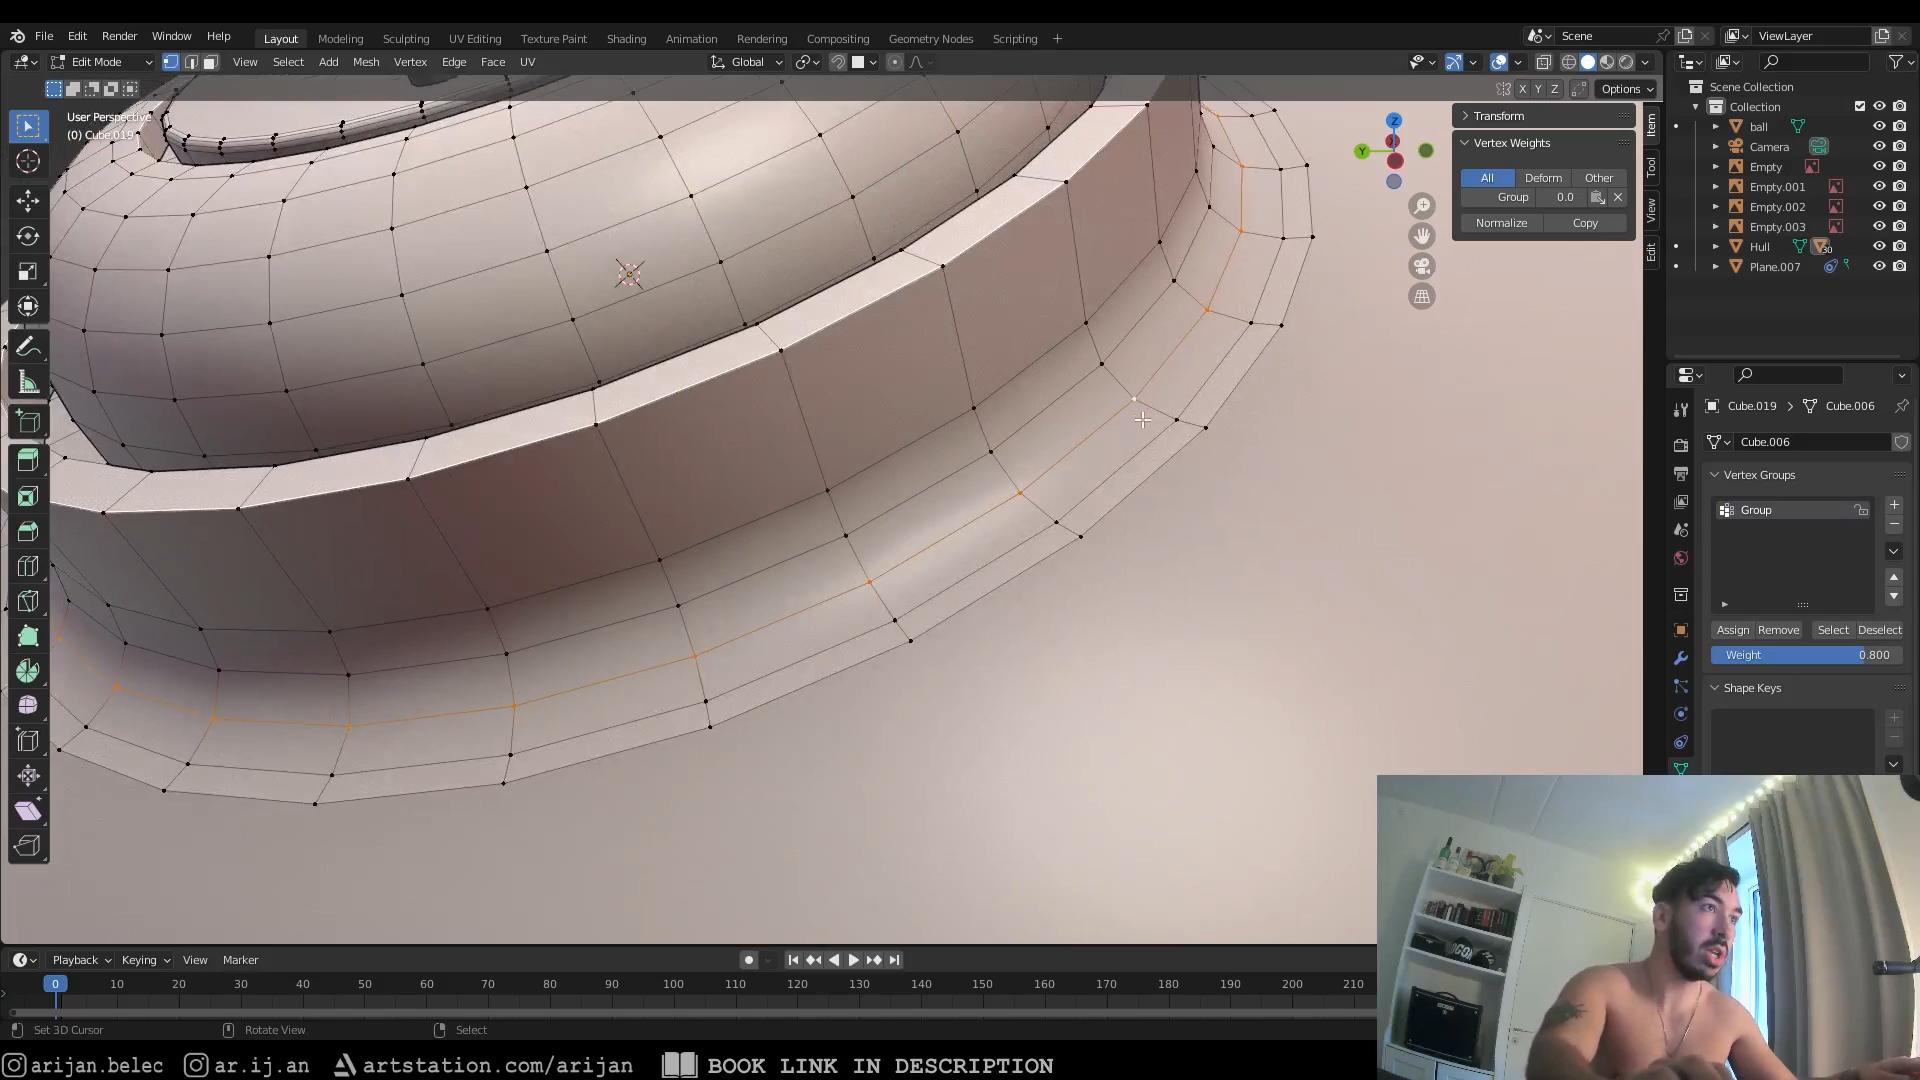 File Edit Render Window Help Layout Modeling Sculpting UV Editing Texture Paint Shading Animation Rendering Compositing Geometry Nodes Scripting + Scene ViewLayer
Edit Mode View Select Add Mesh Vertex Edge Face UV Global
X Y Z Options
User Perspective
(0) Cube.019
Z
Y
Transform
Vertex Weights
All Deform Other
Group 0.0
Normalize Copy
Item
Tool
View
Edit
Scene Collection
Collection
ball
Camera
Empty
Empty.001
Empty.002
Empty.003
Hull 30
Plane.007
Cube.019 > Cube.006
Cube.006
Vertex Groups
Group
Assign Remove Select Deselect
Weight 0.800
Shape Keys
Playback Keying View Marker
0 10 20 30 40 50 60 70 80 90 100 110 120 130 140 150 160 170 180 190 200 210
Set 3D Cursor Rotate View Select
arijan.belec ar.ij.an artstation.com/arijan BOOK LINK IN DESCRIPTION